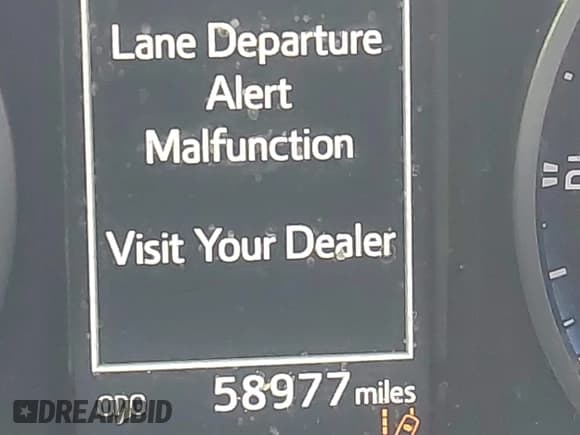 Lane Departure
Alert
Malfunction
Visit Your Dealer
ODO 58977 miles
DREAMBID